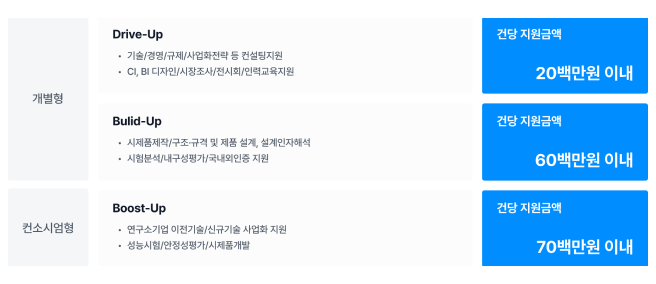 개별형
Drive-Up
• 기술/경영/규제/사업화전략 등 컨설팅지원
• CI, BI 디자인/시장조사/전시회/인력교육지원
건당 지원금액
20백만원 이내
Bulid-Up
• 시제품제작/구조·규격 및 제품 설계, 설계인자해석
• 시험분석/내구성평가/국내외인증 지원
건당 지원금액
60백만원 이내
컨소시엄형
Boost-Up
• 연구소기업 이전기술/신규기술 사업화 지원
• 성능시험/안정성평가/시제품개발
건당 지원금액
70백만원 이내